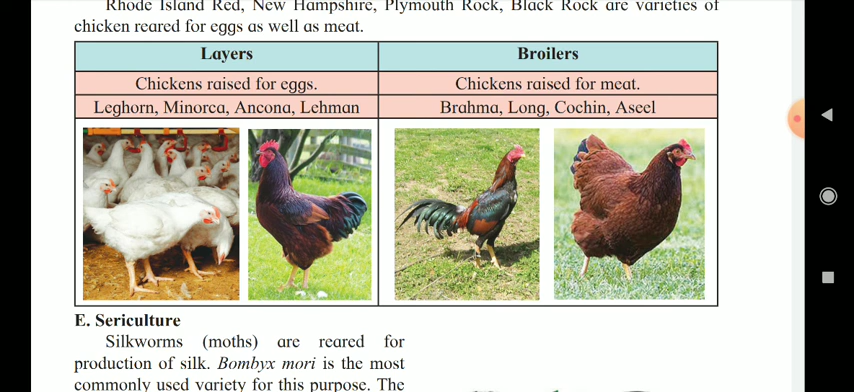 Rhode Island Red, New Hampshire, Plymouth Rock, Black Rock are varieties of
chicken reared for eggs as well as meat.
Layers
Broilers
Chickens raised for eggs.
Chickens raised for meat.
Leghorn, Minorca, Ancona, Lehman
Brahma, Long, Cochin, Aseel
E. Sericulture
Silkworms (moths) are reared for
production of silk. Bombyx mori is the most
commonly used variety for this purpose. The